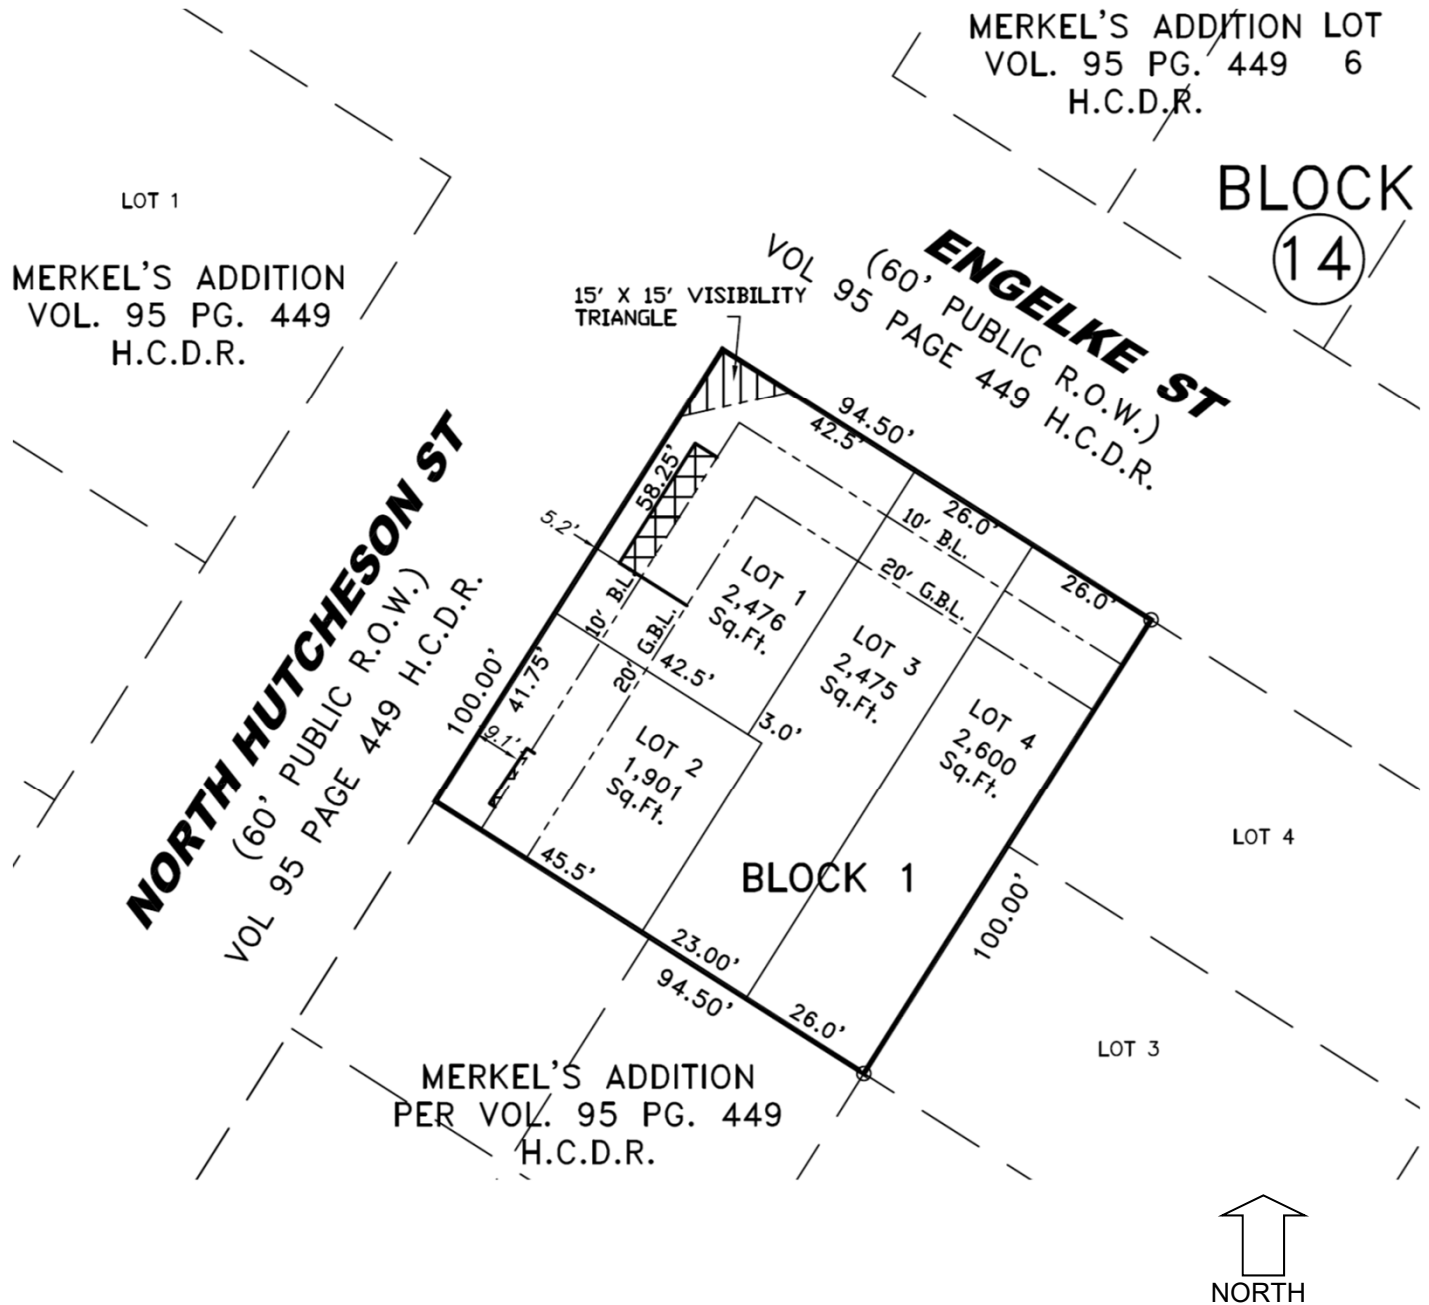 MERKEL'S ADDITION LOT
VOL. 95 PG. 449 6
H.C.D.R.
BLOCK
14
LOT 1
MERKEL'S ADDITION
VOL. 95 PG. 449
H.C.D.R.
ENGELKE ST
(60' PUBLIC R.O.W.)
VOL 95 PAGE 449 H.C.D.R.
15' X 15' VISIBILITY
TRIANGLE
NORTH HUTCHESON ST
(60' PUBLIC R.O.W.)
VOL 95 PAGE 449 H.C.D.R.
94.50'
42.5'
26.0'
26.0'
10' B.L.
20' G.B.L.
58.25'
5.2'
10' B.L.
20' G.B.L.
LOT 1
2,476
Sq.Ft.
42.5'
3.0'
LOT 3
2,475
Sq.Ft.
100.00'
41.75'
9.1'
LOT 2
1,901
Sq.Ft.
LOT 4
2,600
Sq.Ft.
45.5'
BLOCK 1
23.00'
94.50'
26.0'
100.00'
LOT 4
LOT 3
MERKEL'S ADDITION
PER VOL. 95 PG. 449
H.C.D.R.
NORTH